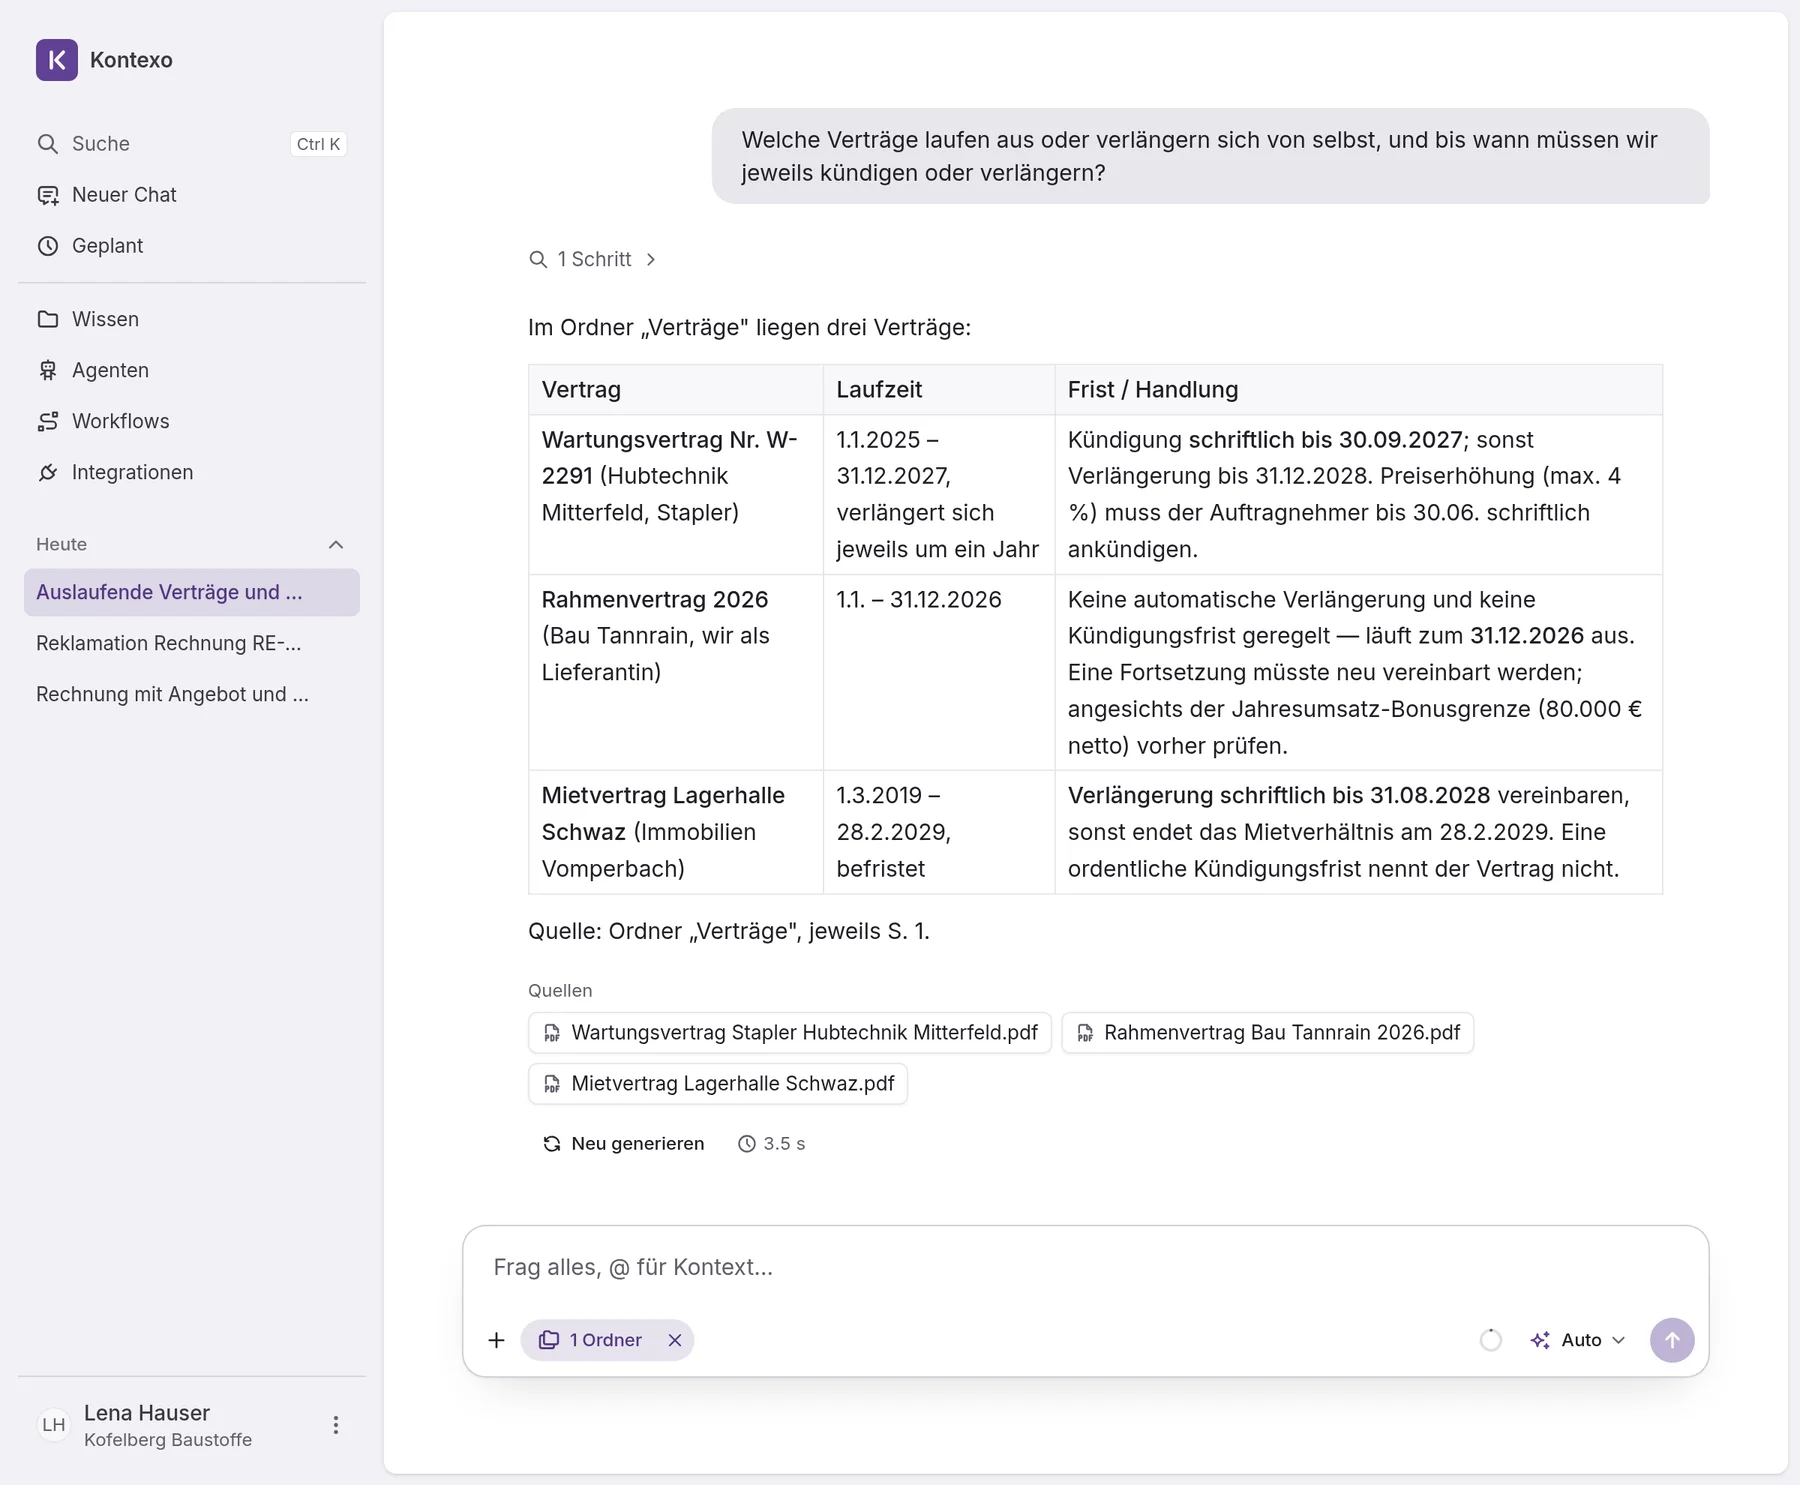 Kontexo
Suche
Ctrl K
Neuer Chat
Geplant
Wissen
Agenten
Workflows
Integrationen
Heute
Auslaufende Verträge und ...
Reklamation Rechnung RE-...
Rechnung mit Angebot und ...
LH
Lena Hauser
Kofelberg Baustoffe
Welche Verträge laufen aus oder verlängern sich von selbst, und bis wann müssen wir
jeweils kündigen oder verlängern?
1 Schritt
Im Ordner „Verträge" liegen drei Verträge:
Vertrag
Laufzeit
Frist / Handlung
Wartungsvertrag Nr. W-
2291 (Hubtechnik
Mitterfeld, Stapler)
1.1.2025 –
31.12.2027,
verlängert sich
jeweils um ein Jahr
Kündigung schriftlich bis 30.09.2027; sonst
Verlängerung bis 31.12.2028. Preiserhöhung (max. 4
%) muss der Auftragnehmer bis 30.06. schriftlich
ankündigen.
Rahmenvertrag 2026
(Bau Tannrain, wir als
Lieferantin)
1.1. – 31.12.2026
Keine automatische Verlängerung und keine
Kündigungsfrist geregelt — läuft zum 31.12.2026 aus.
Eine Fortsetzung müsste neu vereinbart werden;
angesichts der Jahresumsatz-Bonusgrenze (80.000 €
netto) vorher prüfen.
Mietvertrag Lagerhalle
Schwaz (Immobilien
Vomperbach)
1.3.2019 –
28.2.2029,
befristet
Verlängerung schriftlich bis 31.08.2028 vereinbaren,
sonst endet das Mietverhältnis am 28.2.2029. Eine
ordentliche Kündigungsfrist nennt der Vertrag nicht.
Quelle: Ordner „Verträge", jeweils S. 1.
Quellen
PDF Wartungsvertrag Stapler Hubtechnik Mitterfeld.pdf
PDF Rahmenvertrag Bau Tannrain 2026.pdf
PDF Mietvertrag Lagerhalle Schwaz.pdf
Neu generieren
3.5 s
Frag alles, @ für Kontext...
1 Ordner
Auto